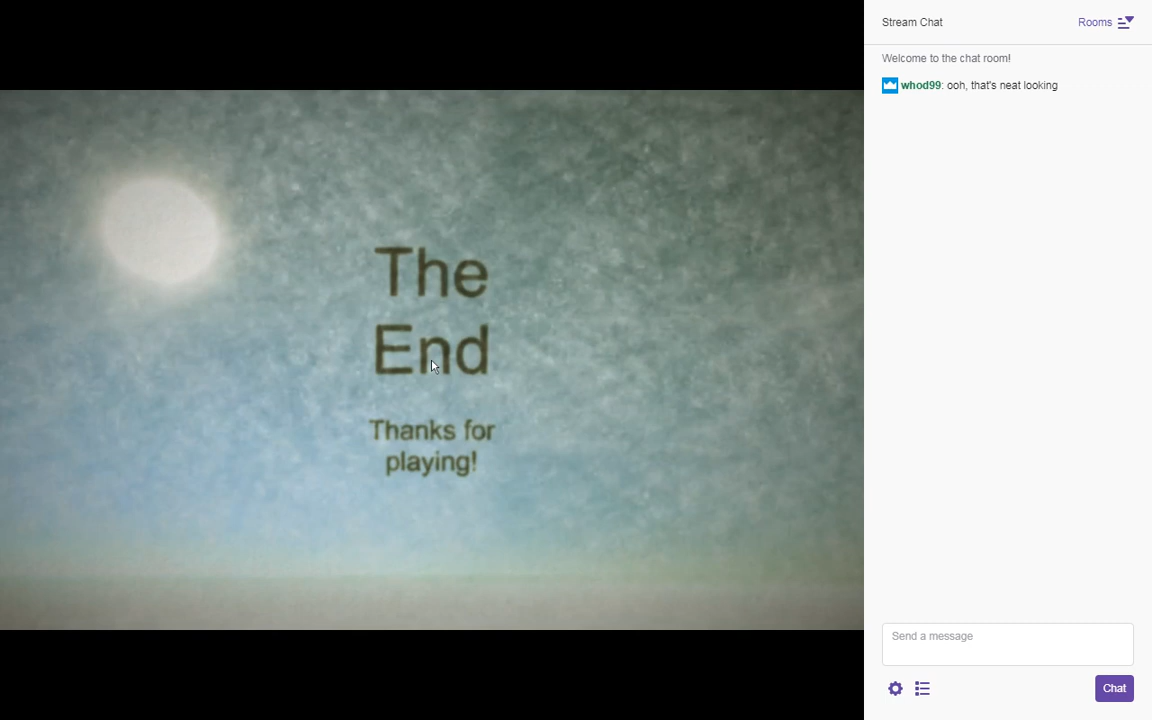 Stream Chat
Rooms
Welcome to the chat room!
whod99: ooh, that's neat looking
The
End
Thanks for
playing!
Send a message
Chat